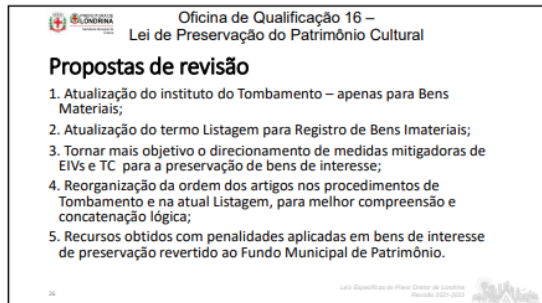 PREFEITURA DE
LONDRINA
Oficina de Qualificação 16 –
Lei de Preservação do Patrimônio Cultural
Propostas de revisão
1. Atualização do instituto do Tombamento – apenas para Bens
Materiais;
2. Atualização do termo Listagem para Registro de Bens Imateriais;
3. Tornar mais objetivo o direcionamento de medidas mitigadoras de
EIVs e TC para a preservação de bens de interesse;
4. Reorganização da ordem dos artigos nos procedimentos de
Tombamento e na atual Listagem, para melhor compreensão e
concatenação lógica;
5. Recursos obtidos com penalidades aplicadas em bens de interesse
de preservação revertido ao Fundo Municipal de Patrimônio.
Leis Específicas do Plano Diretor de Londrina
Revisão 2021-2022